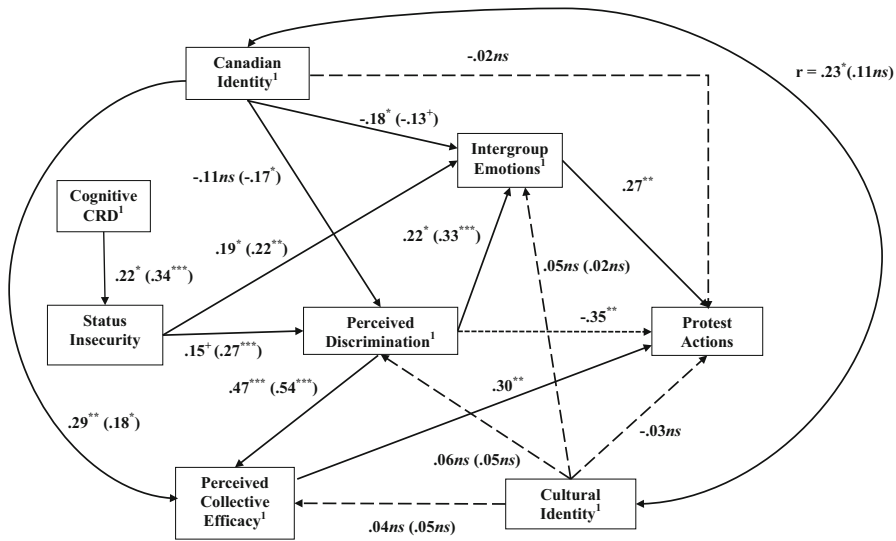 -.02ns
r = .23* (.11ns)
Canadian
Identity¹
-.18* (-.13⁺)
Intergroup
Emotions¹
-.11ns (-.17*)
Cognitive
CRD¹
.27**
.19* (.22**)
.22* (.33***)
.05ns (.02ns)
.22* (.34***)
Status
Insecurity
Perceived
Discrimination¹
-.35**
Protest
Actions
.15⁺ (.27***)
.47*** (.54***)
.30**
.29** (.18*)
-.03ns
.06ns (.05ns)
Perceived
Collective
Efficacy¹
Cultural
Identity¹
.04ns (.05ns)